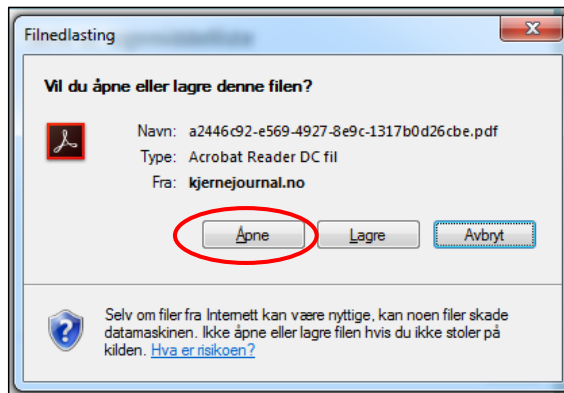 Filnedlasting
Vil du åpne eller lagre denne filen?
Navn: a2446c92-e569-4927-8e9c-1317b0d26cbe.pdf
Type: Acrobat Reader DC fil
Fra: kjernejournal.no
Åpne Lagre Avbryt
Selv om filer fra Internett kan være nyttige, kan noen filer skade
datamaskinen. Ikke åpne eller lagre filen hvis du ikke stoler på
kilden. Hva er risikoen?